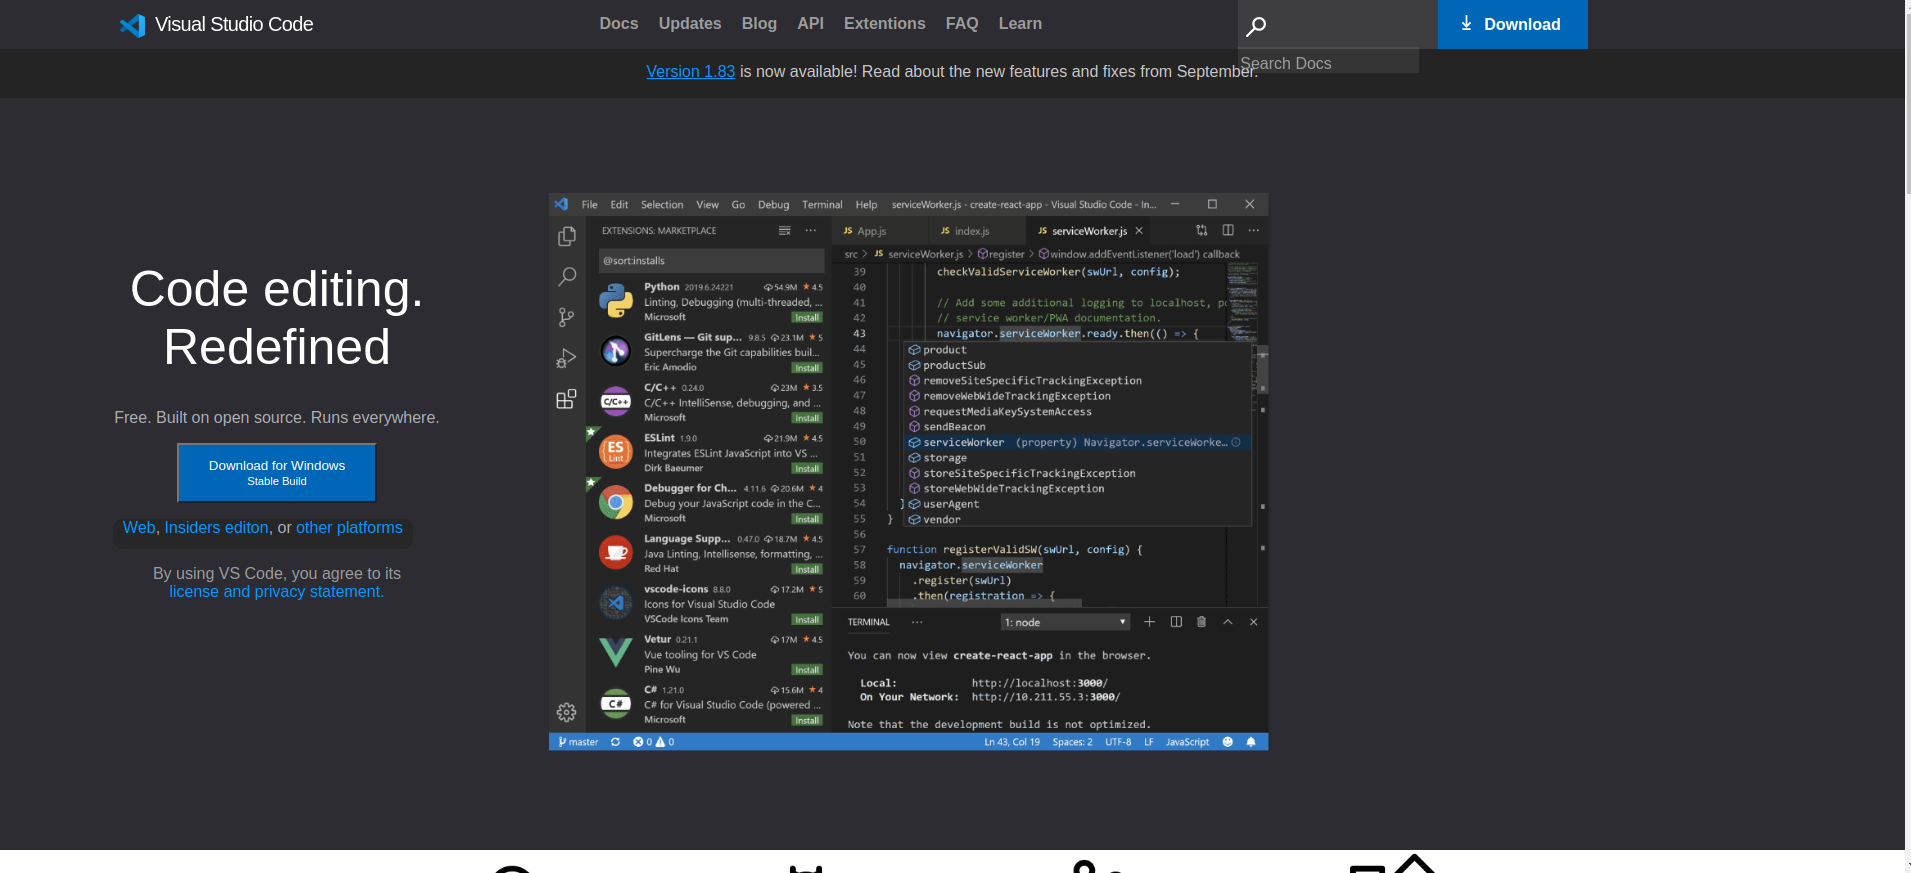 Visual Studio Code
Docs Updates Blog API Extentions FAQ Learn
Download
Search Docs
Version 1.83 is now available! Read about the new features and fixes from September.
Code editing.
Redefined
Free. Built on open source. Runs everywhere.
Download for Windows
Stable Build
Web, Insiders editon, or other platforms
By using VS Code, you agree to its
license and privacy statement.
File Edit Selection View Go Debug Terminal Help serviceWorker.js - create-react-app - Visual Studio Code - In...
EXTENSIONS: MARKETPLACE
@sort:installs
Python 2019.6.24221 54.9M ★ 4.5
Linting, Debugging (multi-threaded, ...
Microsoft Install
GitLens — Git sup... 9.8.5 23.1M ★ 5
Supercharge the Git capabilities buil...
Eric Amodio Install
C/C++ 0.24.0 23M ★ 3.5
C/C++ IntelliSense, debugging, and ...
Microsoft Install
C/C++
ESLint 1.9.0 21.9M ★ 4.5
Integrates ESLint JavaScript into VS ...
Dirk Baeumer Install
ES
Lint
Debugger for Ch... 4.11.6 20.6M ★ 4
Debug your JavaScript code in the C...
Microsoft Install
Language Supp... 0.47.0 18.7M ★ 4.5
Java Linting, Intellisense, formatting, ...
Red Hat Install
vscode-icons 8.8.0 17.2M ★ 5
Icons for Visual Studio Code
VSCode Icons Team Install
Vetur 0.21.1 17M ★ 4.5
Vue tooling for VS Code
Pine Wu Install
C# 1.21.0 15.6M ★ 4
C# for Visual Studio Code (powered ...
Microsoft Install
C#
JS App.js JS index.js JS serviceWorker.js
src > JS serviceWorker.js > register > window.addEventListener('load') callback
39 checkValidServiceWorker(swUrl, config);
40
41 // Add some additional logging to localhost, po
42 // service worker/PWA documentation.
43 navigator.serviceWorker.ready.then(() => {
44 product
45 productSub
46 removeSiteSpecificTrackingException
47 removeWebWideTrackingException
48 requestMediaKeySystemAccess
49 sendBeacon
50 serviceWorker (property) Navigator.serviceWorke...
51 storage
52 storeSiteSpecificTrackingException
53 storeWebWideTrackingException
54 } userAgent
55 } vendor
56
57 function registerValidSW(swUrl, config) {
58 navigator.serviceWorker
59 .register(swUrl)
60 .then(registration => {
TERMINAL ... 1: node
You can now view create-react-app in the browser.
Local: http://localhost:3000/
On Your Network: http://10.211.55.3:3000/
Note that the development build is not optimized.
master 0 0 Ln 43, Col 19 Spaces: 2 UTF-8 LF JavaScript